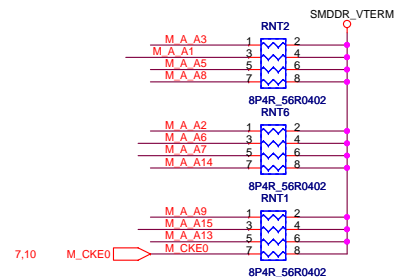 SMDDR_VTERM
RNT2
M_A_A3 1 2
M_A_A1 3 4
M_A_A5 5 6
M_A_A8 7 8
8P4R_56R0402
RNT6
M_A_A2 1 2
M_A_A6 3 4
M_A_A7 5 6
M_A_A14 7 8
8P4R_56R0402
RNT1
M_A_A9 1 2
M_A_A15 3 4
M_A_A13 5 6
7,10 M_CKE0 M_CKE0 7 8
8P4R_56R0402